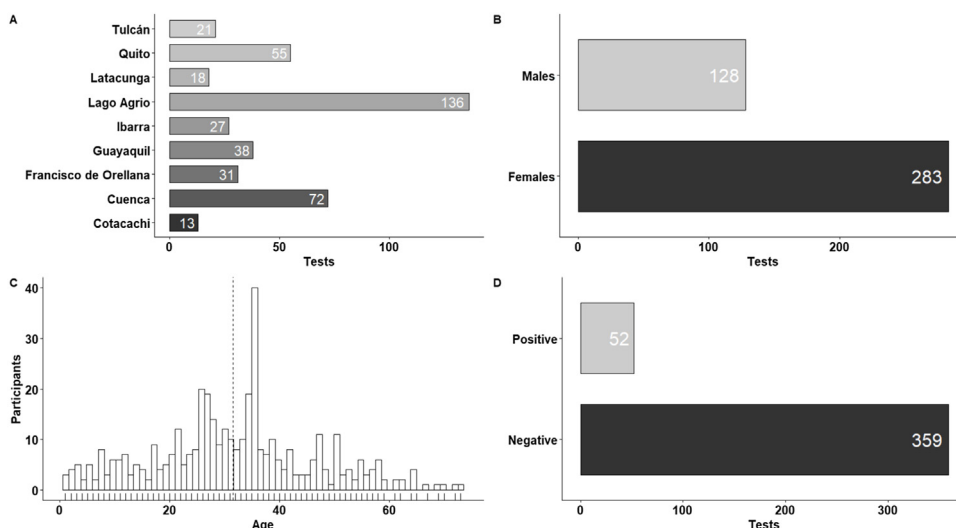 A
Tulcán 21
Quito 55
Latacunga 18
Lago Agrio 136
Ibarra 27
Guayaquil 38
Francisco de Orellana 31
Cuenca 72
Cotacachi 13
0 50 100
Tests
B
Males 128
Females 283
0 100 200
Tests
C
Participants
40
30
20
10
0
0 20 40 60
Age
D
Positive 52
Negative 359
0 100 200 300
Tests